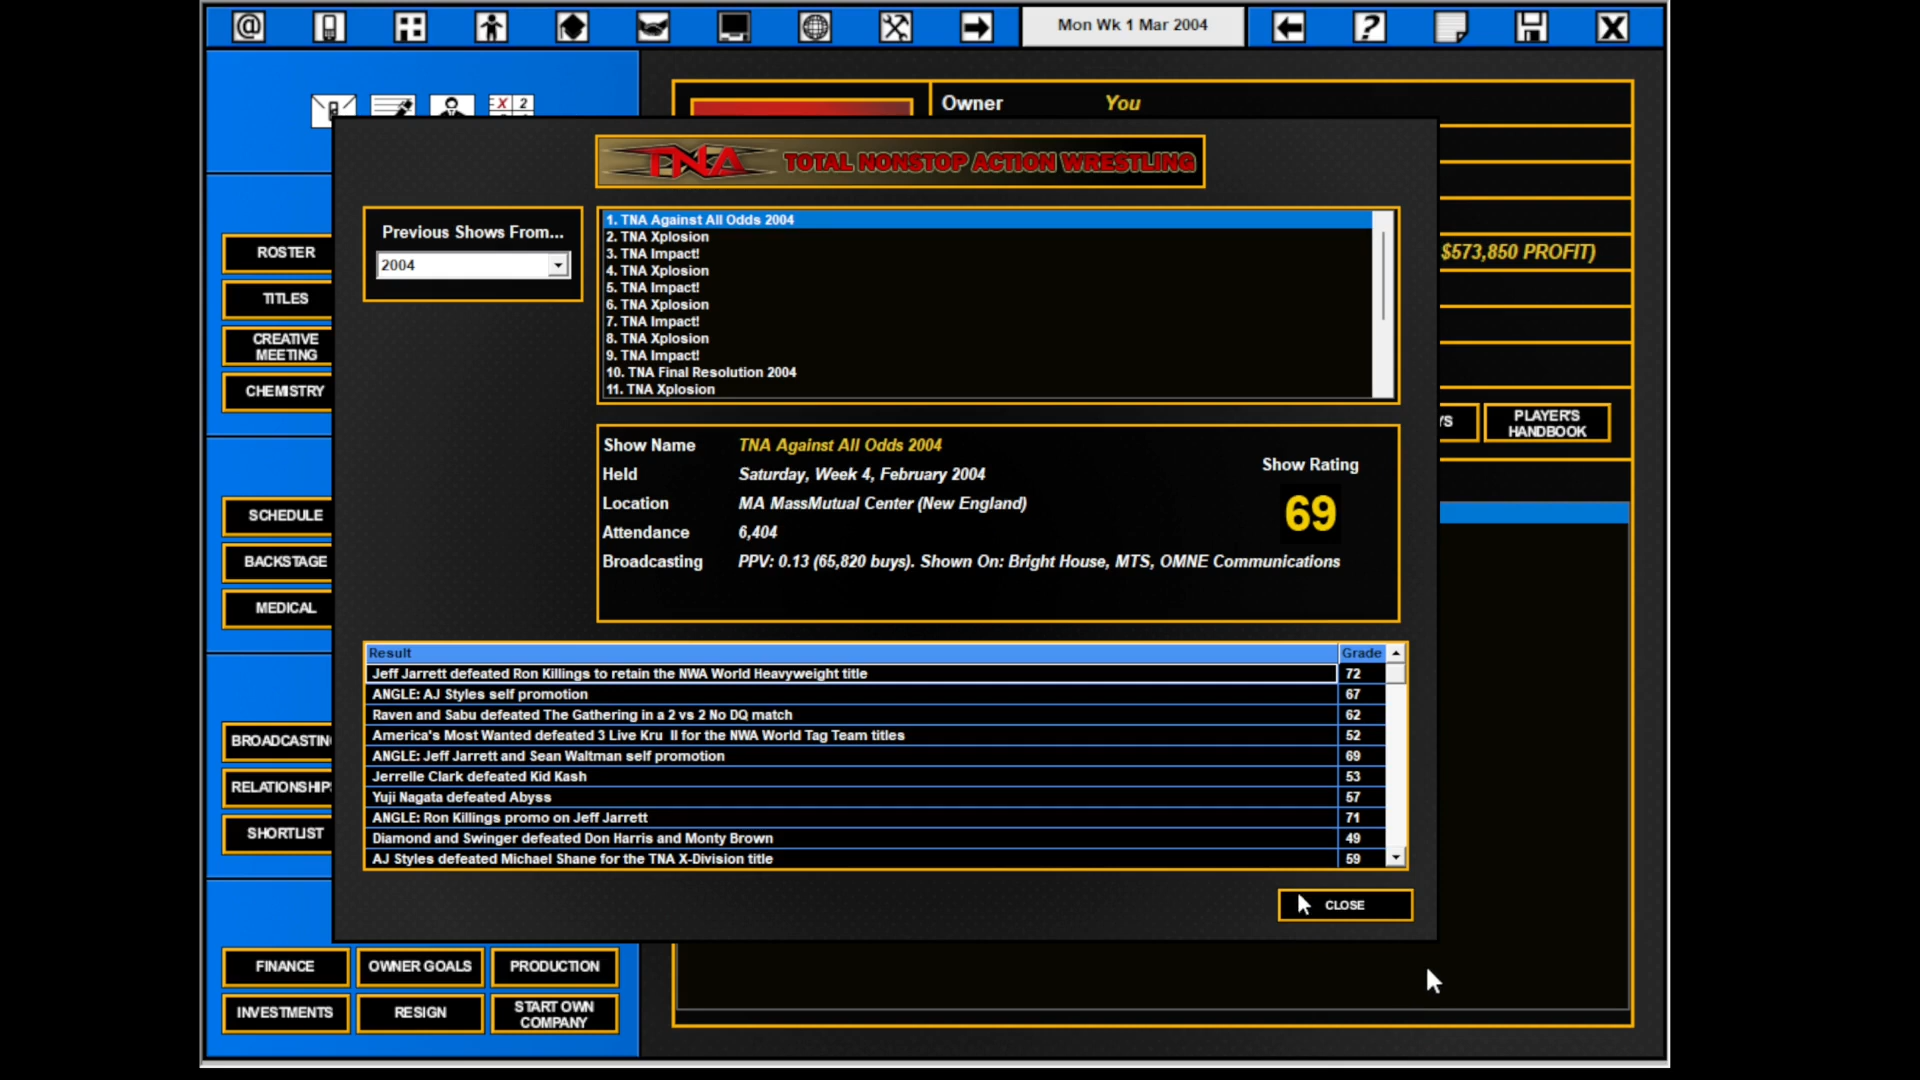 Mon Wk 1 Mar 2004
Owner You
TNA TOTAL NONSTOP ACTION WRESTLING
Previous Shows From...
2004
1. TNA Against All Odds 2004
2. TNA Xplosion
3. TNA Impact!
4. TNA Xplosion
5. TNA Impact!
6. TNA Xplosion
7. TNA Impact!
8. TNA Xplosion
9. TNA Impact!
10. TNA Final Resolution 2004
11. TNA Xplosion
$573,850 PROFIT)
PLAYER'S
HANDBOOK
ROSTER
TITLES
CREATIVE
MEETING
CHEMISTRY
SCHEDULE
BACKSTAGE
MEDICAL
BROADCASTIN
RELATIONSHIP
SHORTLIST
Show Name TNA Against All Odds 2004
Held Saturday, Week 4, February 2004
Location MA MassMutual Center (New England)
Attendance 6,404
Broadcasting PPV: 0.13 (65,820 buys). Shown On: Bright House, MTS, OMNE Communications
Show Rating
69
Result Grade
Jeff Jarrett defeated Ron Killings to retain the NWA World Heavyweight title 72
ANGLE: AJ Styles self promotion 67
Raven and Sabu defeated The Gathering in a 2 vs 2 No DQ match 62
America's Most Wanted defeated 3 Live Kru II for the NWA World Tag Team titles 52
ANGLE: Jeff Jarrett and Sean Waltman self promotion 69
Jerrelle Clark defeated Kid Kash 53
Yuji Nagata defeated Abyss 57
ANGLE: Ron Killings promo on Jeff Jarrett 71
Diamond and Swinger defeated Don Harris and Monty Brown 49
AJ Styles defeated Michael Shane for the TNA X-Division title 59
CLOSE
FINANCE
OWNER GOALS
PRODUCTION
INVESTMENTS
RESIGN
START OWN
COMPANY